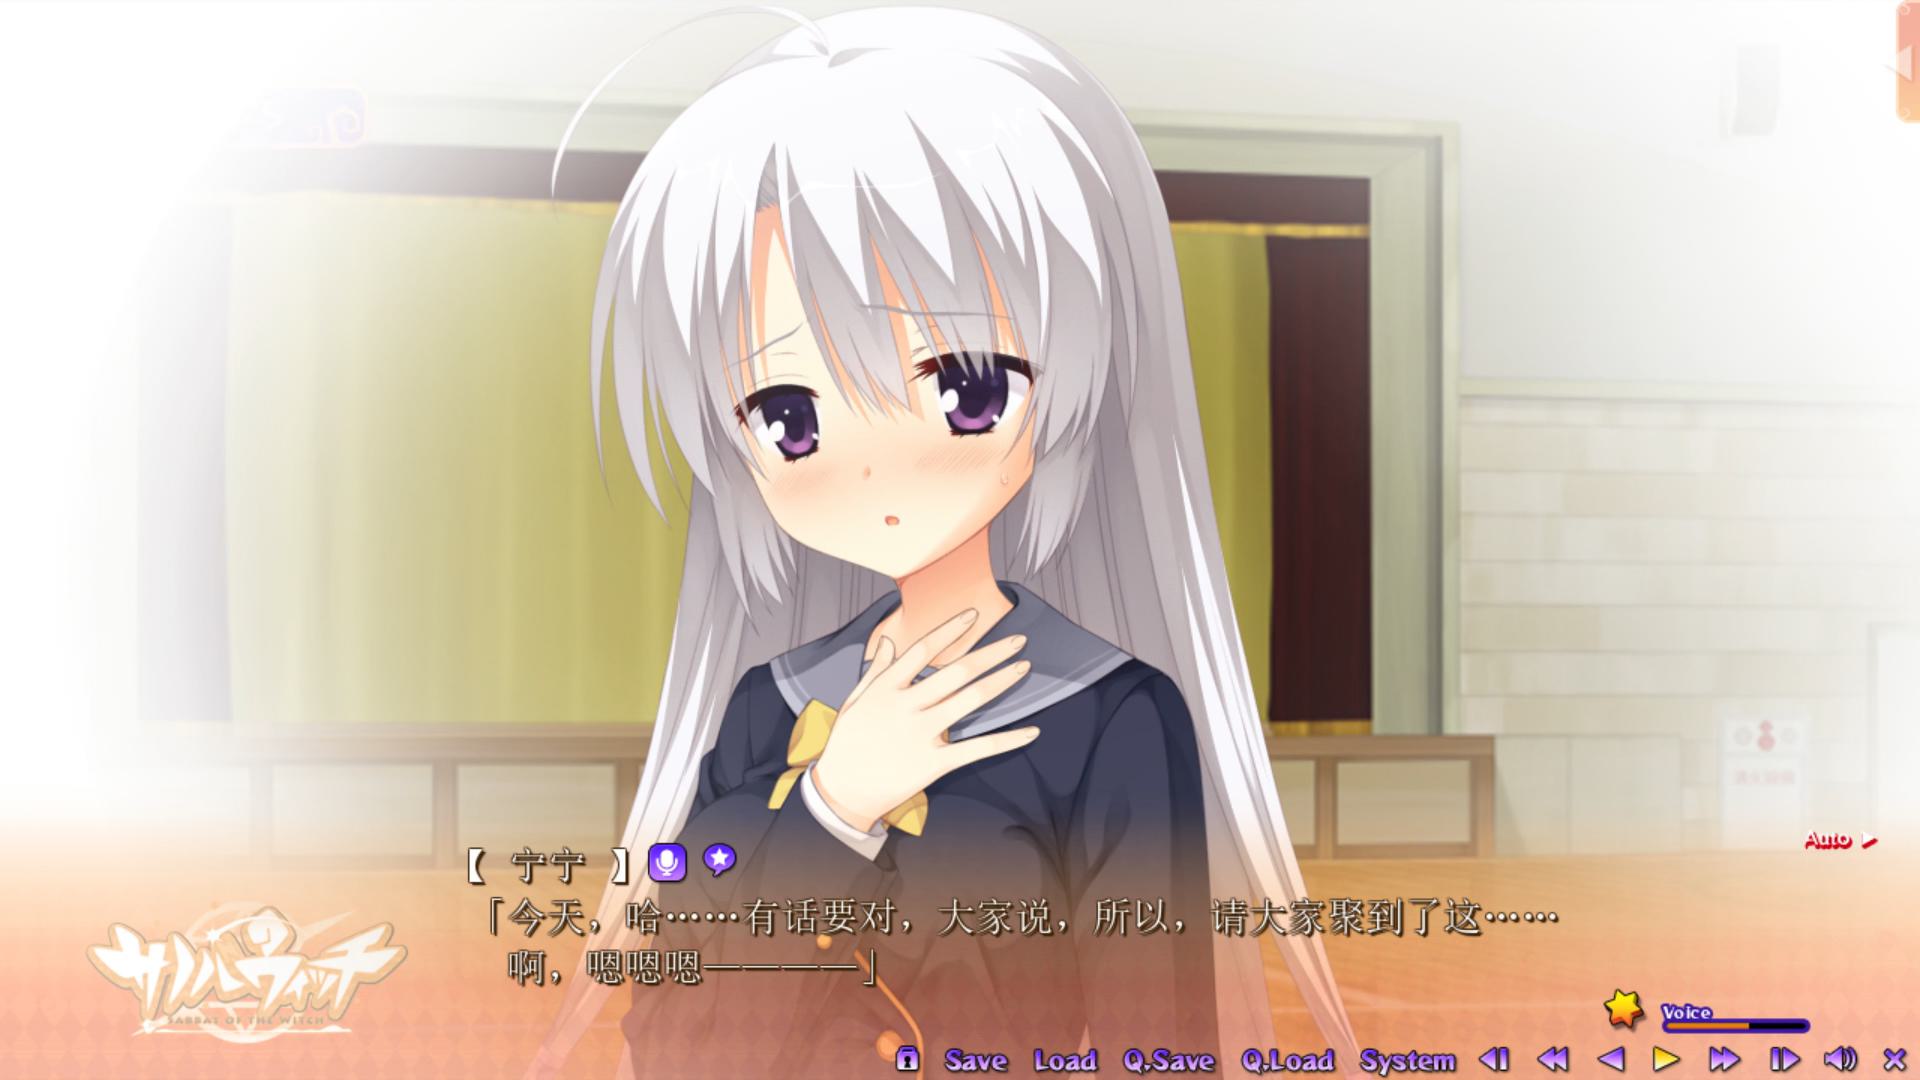 Auto
【 宁宁 】
「今天，哈……有话要对，大家说，所以，请大家聚到了这……
啊，嗯嗯嗯————」
サノバウィッチ
SABBAT OF THE WITCH
Voice
Save Load Q.Save Q.Load System